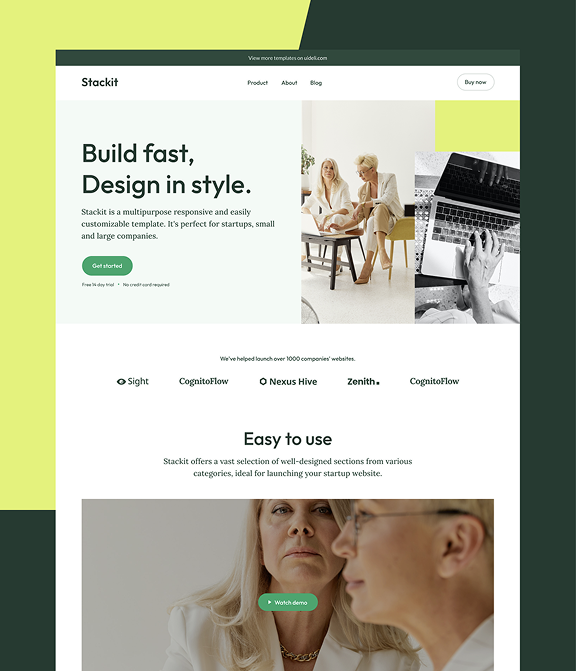 View more templates on uideli.com
Stackit
Product
About
Blog
Buy now
Build fast,
Design in style.
Stackit is a multipurpose responsive and easily
customizable template. It's perfect for startups, small
and large companies.
Get started
Free 14 day trial • No credit card required
We've helped launch over 1000 companies' websites.
Sight
CognitoFlow
Nexus Hive
Zenith
CognitoFlow
Easy to use
Stackit offers a vast selection of well-designed sections from various
categories, ideal for launching your startup website.
Watch demo